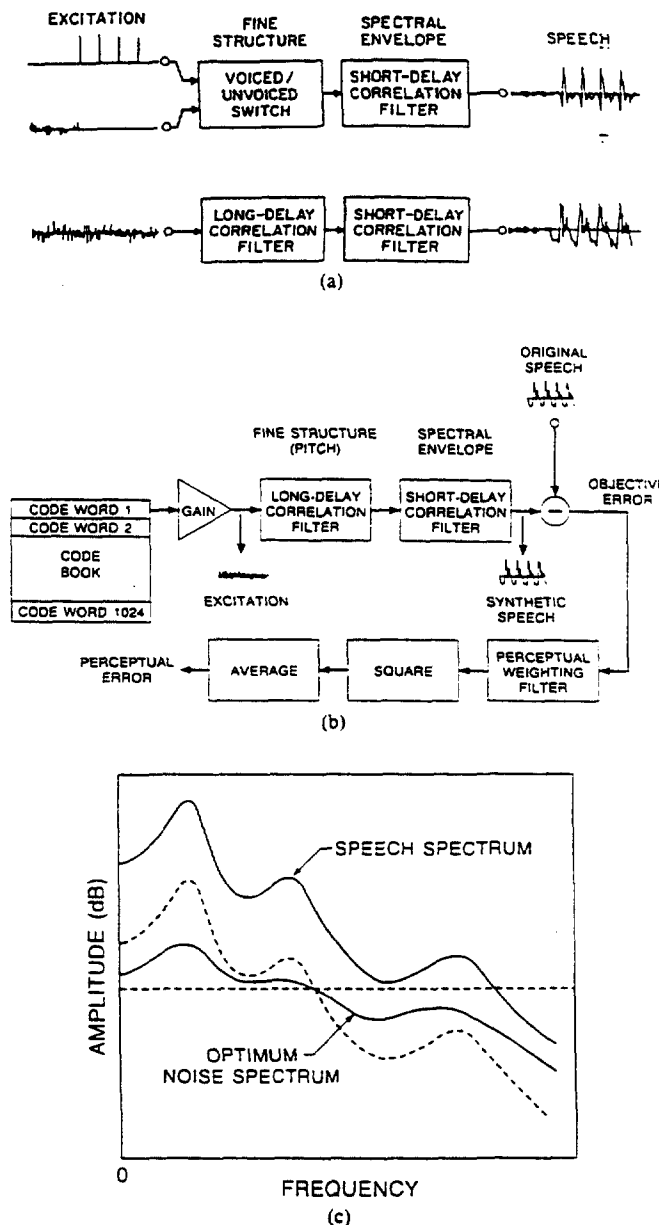 EXCITATION
FINE
STRUCTURE
SPECTRAL
ENVELOPE
SPEECH
VOICED/
UNVOICED
SWITCH
SHORT-DELAY
CORRELATION
FILTER
LONG-DELAY
CORRELATION
FILTER
SHORT-DELAY
CORRELATION
FILTER
(a)
ORIGINAL
SPEECH
FINE STRUCTURE
(PITCH)
SPECTRAL
ENVELOPE
OBJECTIVE
ERROR
CODE WORD 1
CODE WORD 2
CODE
BOOK
CODE WORD 1024
GAIN
LONG-DELAY
CORRELATION
FILTER
SHORT-DELAY
CORRELATION
FILTER
−
EXCITATION
SYNTHETIC
SPEECH
PERCEPTUAL
ERROR
AVERAGE
SQUARE
PERCEPTUAL
WEIGHTING
FILTER
(b)
SPEECH SPECTRUM
AMPLITUDE (dB)
OPTIMUM
NOISE SPECTRUM
0
FREQUENCY
(c)